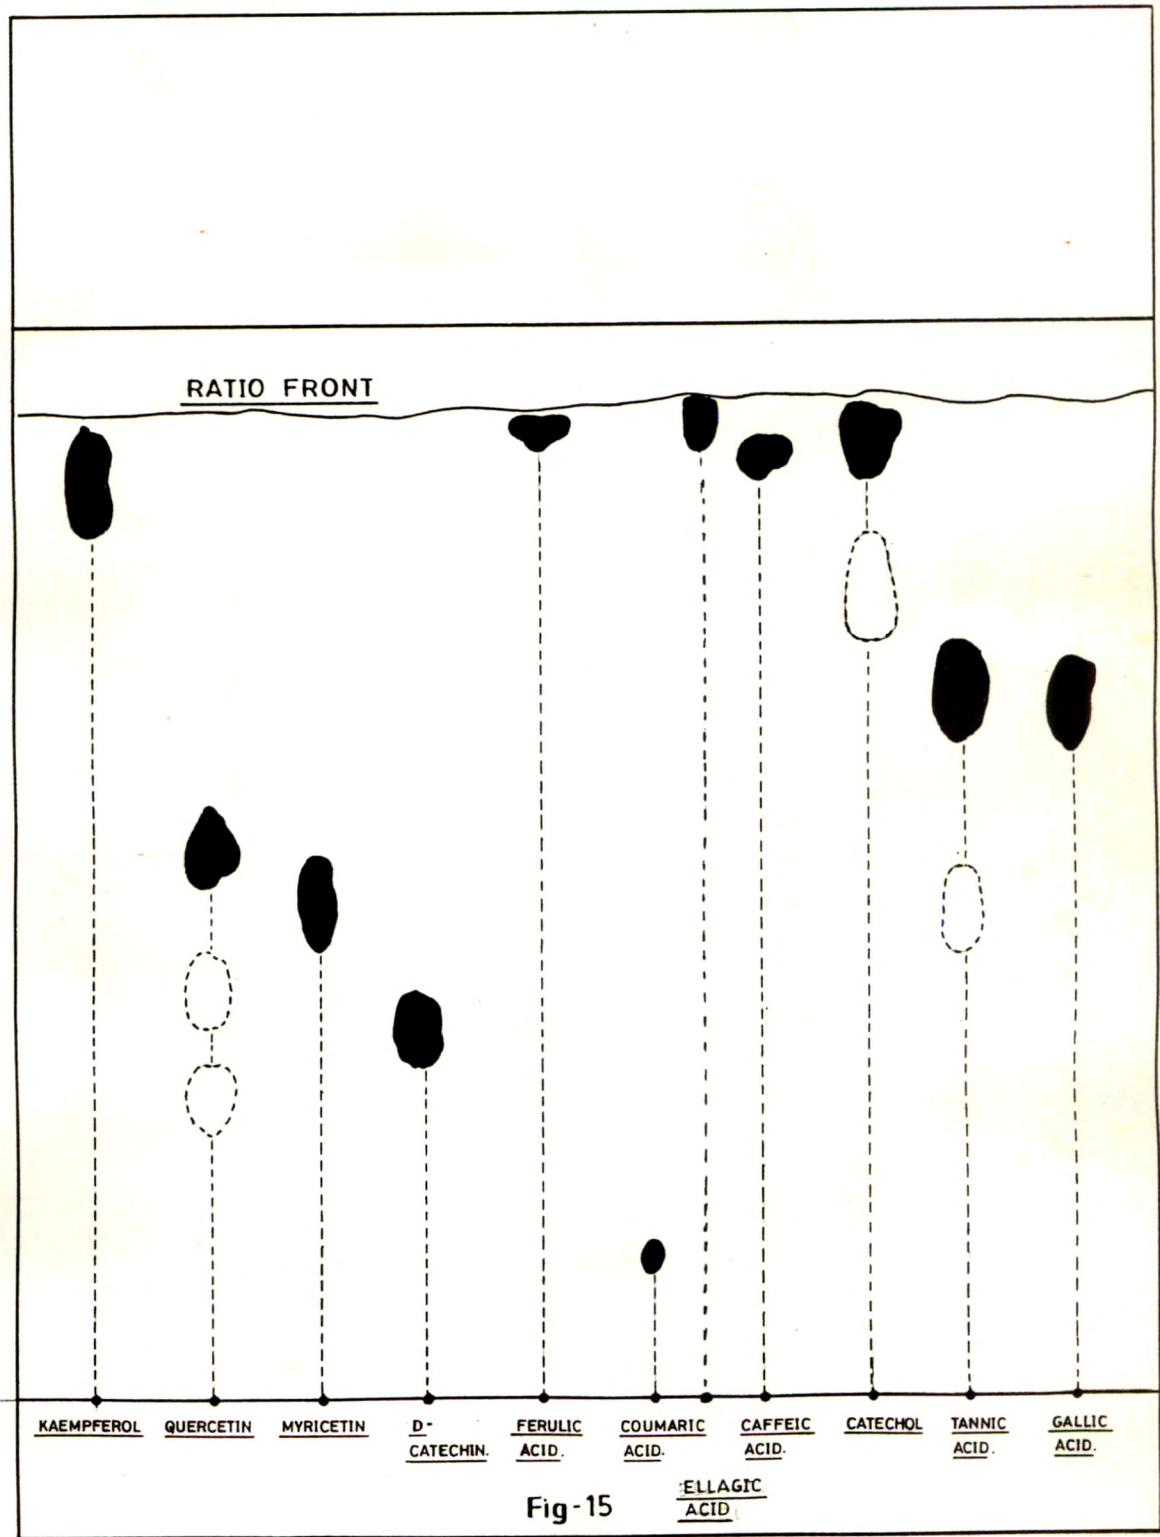 RATIO FRONT
KAEMPFEROL
QUERCETIN
MYRICETIN
D-
CATECHIN.
FERULIC
ACID.
COUMARIC
ACID.
ELLAGIC
ACID
CAFFEIC
ACID.
CATECHOL
TANNIC
ACID.
GALLIC
ACID.
Fig-15